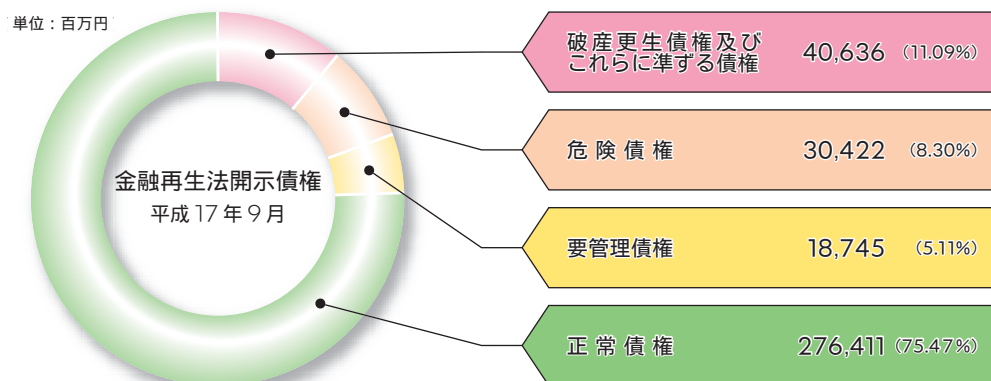 単位：百万円
金融再生法開示債権
平成17年9月
破産更生債権及び
これらに準ずる債権 40,636 (11.09%)
危険債権 30,422 (8.30%)
要管理債権 18,745 (5.11%)
正常債権 276,411 (75.47%)